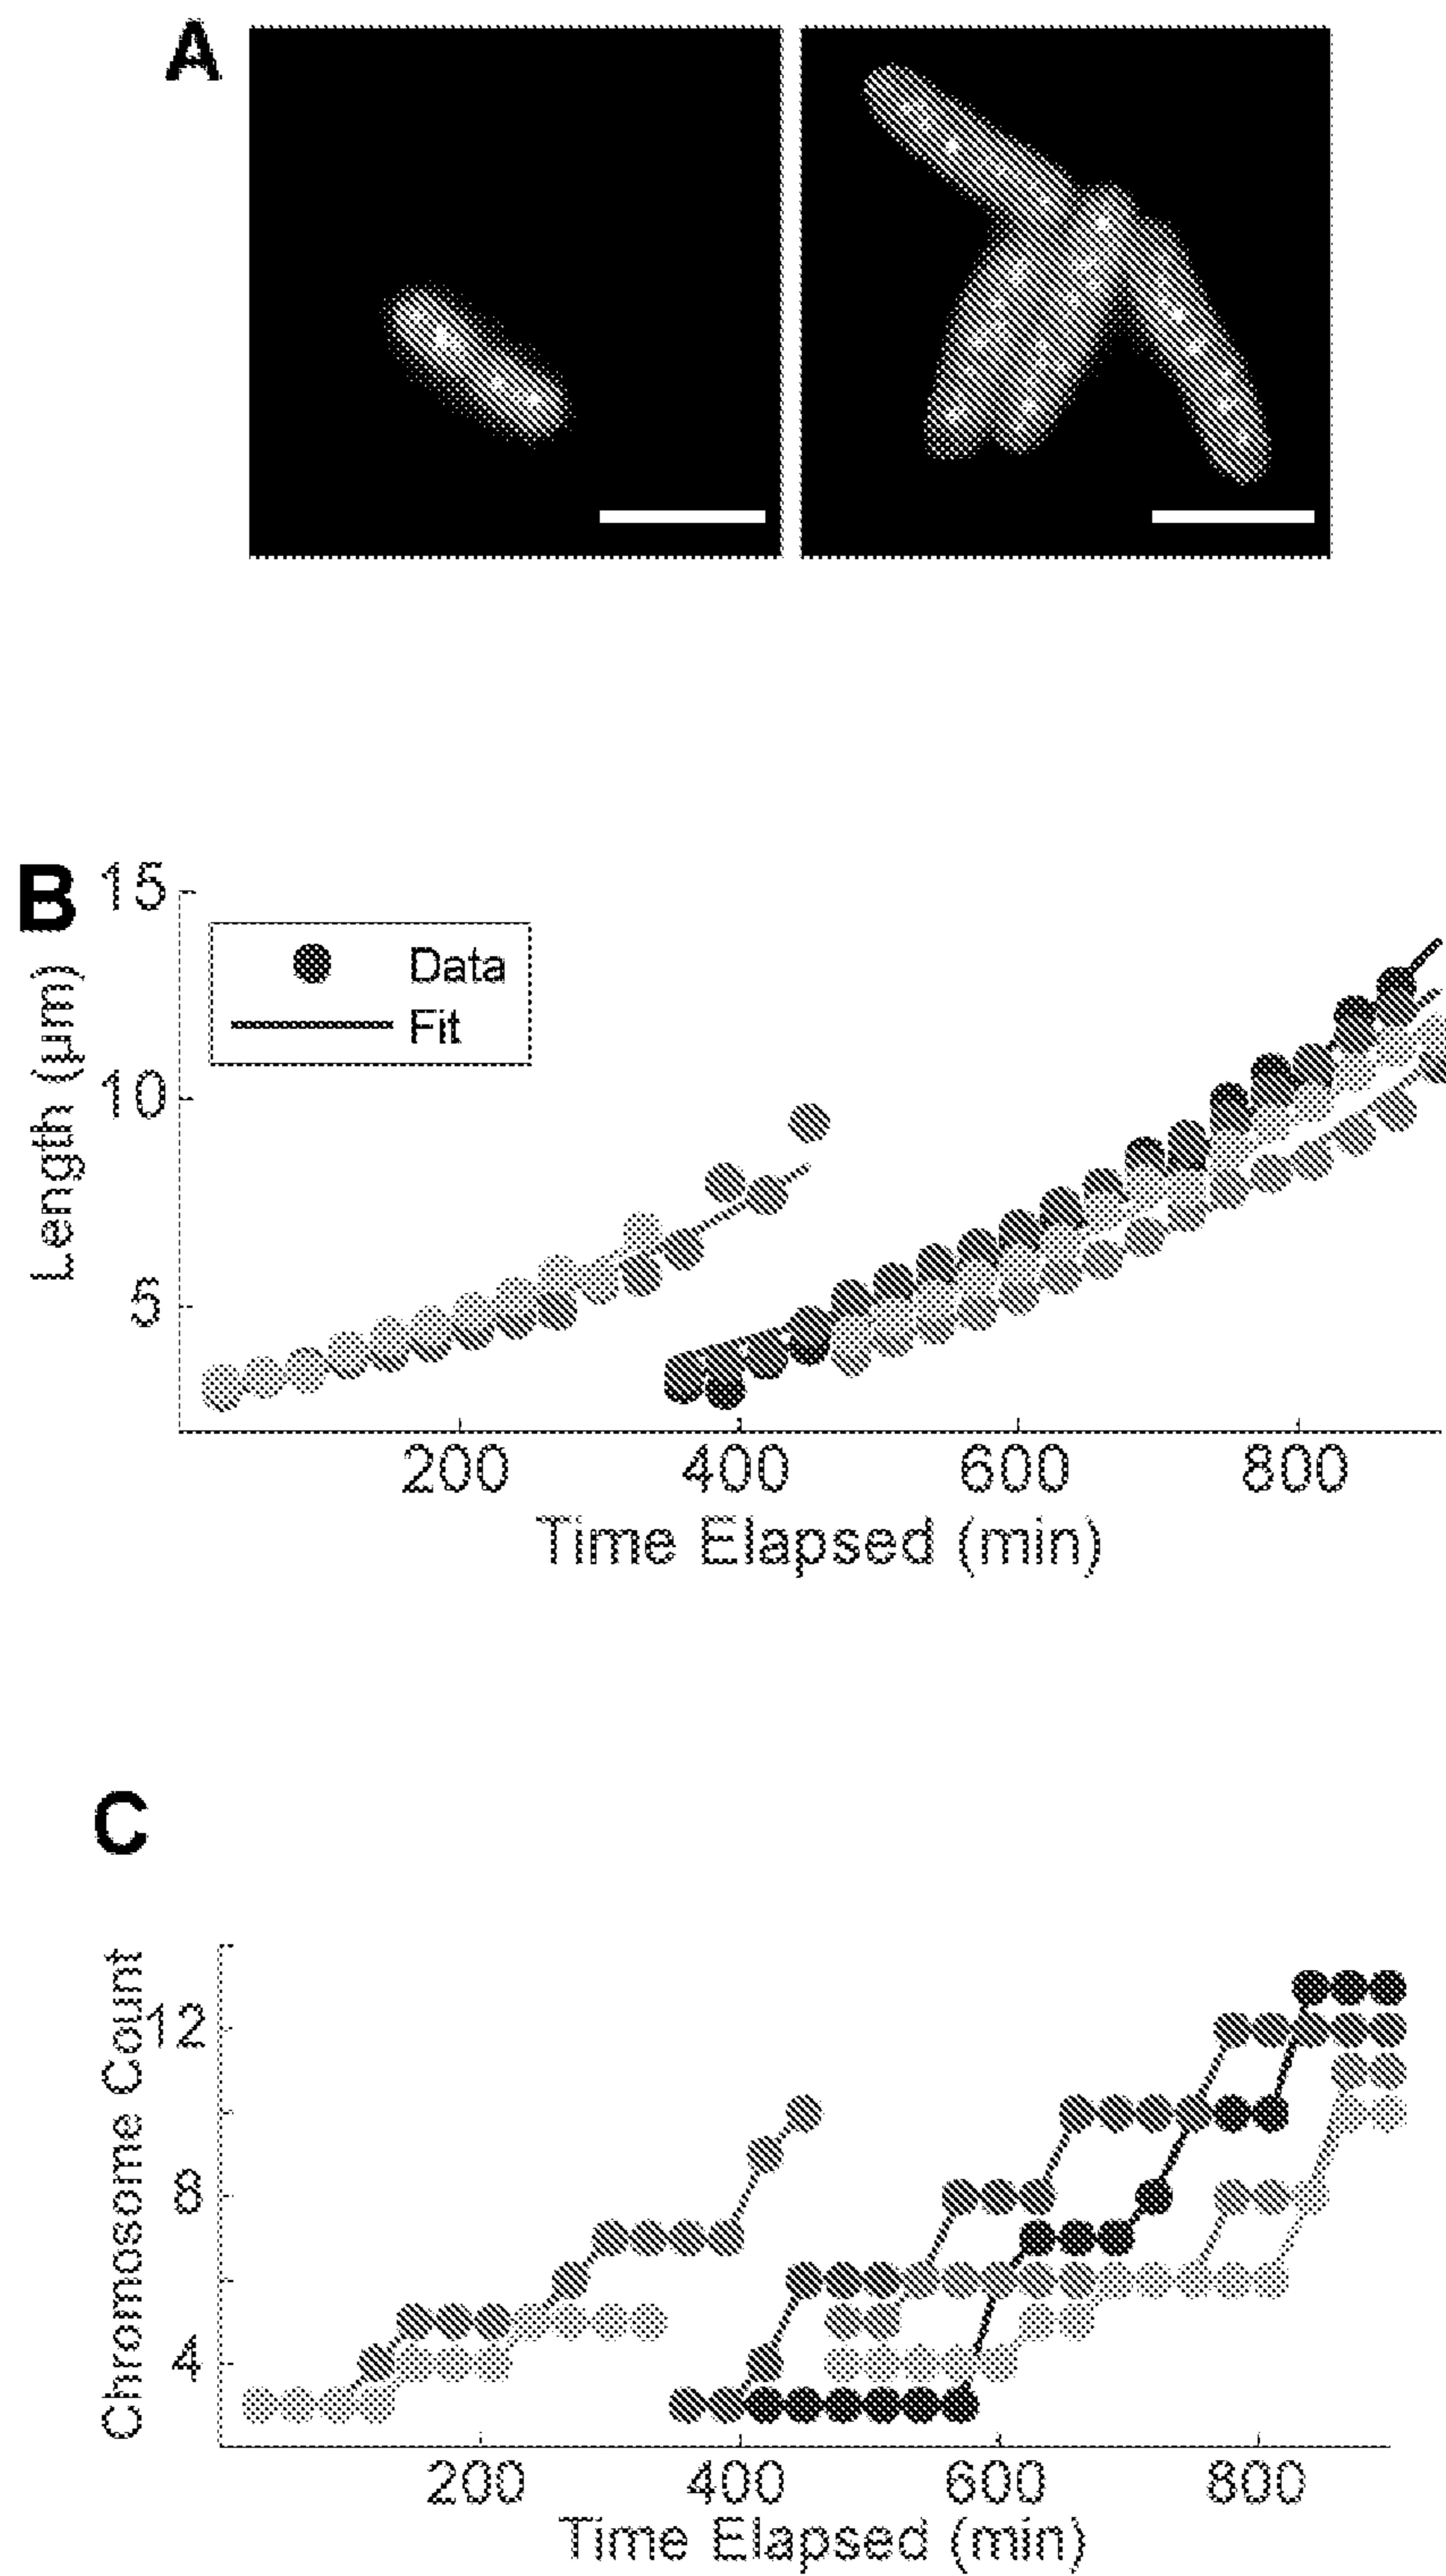 A
B
15
10
5
Length (µm)
Data
Fit
200 400 600 800
Time Elapsed (min)
C
Chromosome Count
12
8
4
200 400 600 800
Time Elapsed (min)